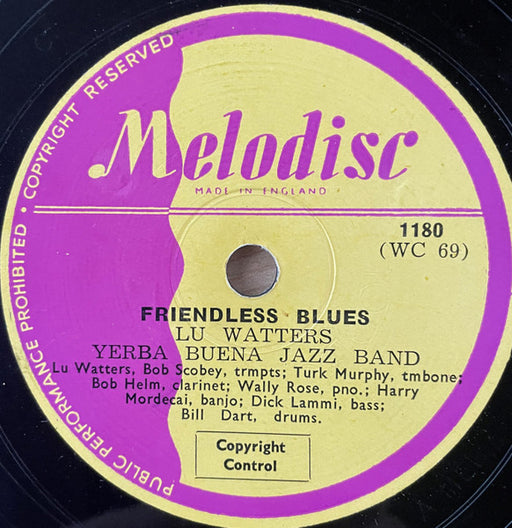 PUBLIC PERFORMANCE PROHIBITED · COPYRIGHT RESERVED
Melodisc
MADE IN ENGLAND
1180
(WC 69)
FRIENDLESS BLUES
LU WATTERS
YERBA BUENA JAZZ BAND
Lu Watters, Bob Scobey, trmpts; Turk Murphy, tmbone;
Bob Helm, clarinet; Wally Rose, pno.; Harry
Mordecai, banjo; Dick Lammi, bass;
Bill Dart, drums.
Copyright
Control